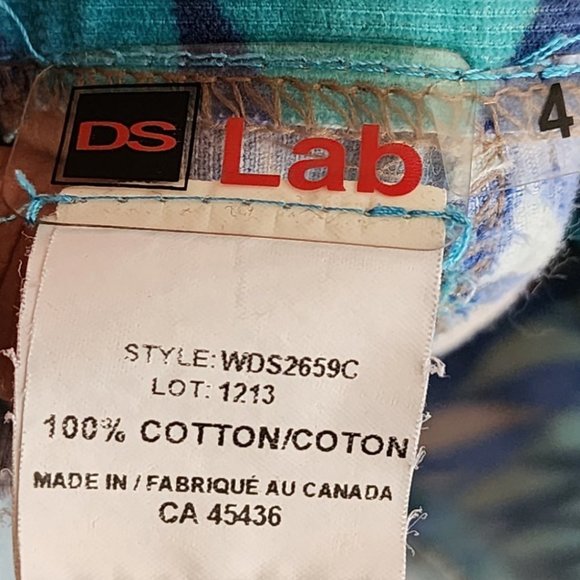 DS Lab
4
STYLE: WDS2659C
LOT: 1213
100% COTTON/COTON
MADE IN / FABRIQUÉ AU CANADA
CA 45436